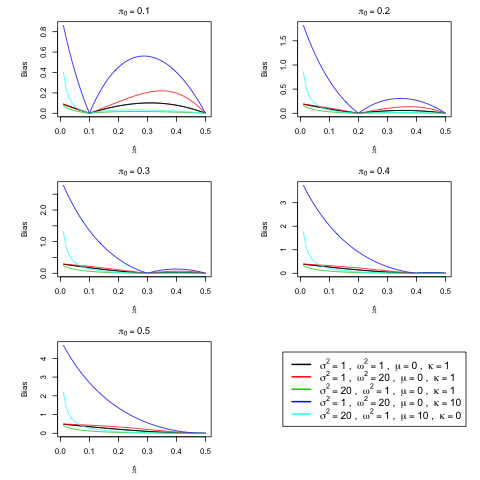 π₀ = 0.1
Bias
0.8
0.6
0.4
0.2
0.0
0.0 0.1 0.2 0.3 0.4 0.5
π₀ = 0.2
Bias
1.5
1.0
0.5
0.0
0.0 0.1 0.2 0.3 0.4 0.5
π₀ = 0.3
Bias
2.0
1.0
0.0
0.0 0.1 0.2 0.3 0.4 0.5
π₀ = 0.4
Bias
3
2
1
0
0.0 0.1 0.2 0.3 0.4 0.5
π₀ = 0.5
Bias
4
3
2
1
0
0.0 0.1 0.2 0.3 0.4 0.5
σ² = 1 , ω² = 1 , μ = 0 , κ = 1
σ² = 1 , ω² = 20 , μ = 0 , κ = 1
σ² = 20 , ω² = 1 , μ = 0 , κ = 1
σ² = 1 , ω² = 20 , μ = 0 , κ = 10
σ² = 20 , ω² = 1 , μ = 10 , κ = 0